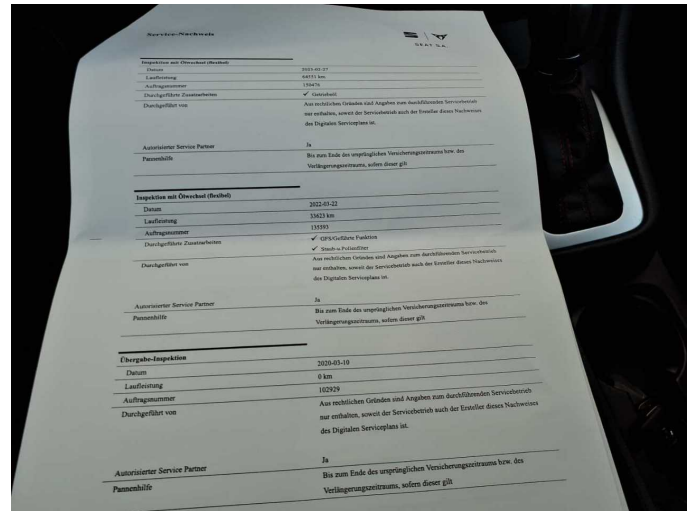 Service-Nachweis
SEAT S.A.
Inspektion mit Ölwechsel (flexibel)
Datum
Laufleistung
Auftragsnummer 150476
Durchgeführte Zusatzarbeiten ✓ Getriebeöl
Durchgeführt von Aus rechtlichen Gründen sind Angaben zum durchführenden Servicebetrieb
nur enthalten, soweit der Servicebetrieb auch der Ersteller dieses Nachweises
des Digitalen Serviceplans ist.
Autorisierter Service Partner Ja
Pannenhilfe Bis zum Ende des ursprünglichen Versicherungszeitraums bzw. des
Verlängerungszeitraums, sofern dieser gilt
Inspektion mit Ölwechsel (flexibel)
Datum 2022-03-22
Laufleistung 33623 km
Auftragsnummer 135393
Durchgeführte Zusatzarbeiten ✓ GFS/Geführte Funktion
✓ Staub-u.Pollenfilter
Durchgeführt von Aus rechtlichen Gründen sind Angaben zum durchführenden Servicebetrieb
nur enthalten, soweit der Servicebetrieb auch der Ersteller dieses Nachweises
des Digitalen Serviceplans ist.
Autorisierter Service Partner Ja
Pannenhilfe Bis zum Ende des ursprünglichen Versicherungszeitraums bzw. des
Verlängerungszeitraums, sofern dieser gilt
Übergabe-Inspektion
Datum 2020-03-10
Laufleistung 0 km
Auftragsnummer 102929
Durchgeführt von Aus rechtlichen Gründen sind Angaben zum durchführenden Servicebetrieb
nur enthalten, soweit der Servicebetrieb auch der Ersteller dieses Nachweises
des Digitalen Serviceplans ist.
Autorisierter Service Partner Ja
Pannenhilfe Bis zum Ende des ursprünglichen Versicherungszeitraums bzw. des
Verlängerungszeitraums, sofern dieser gilt